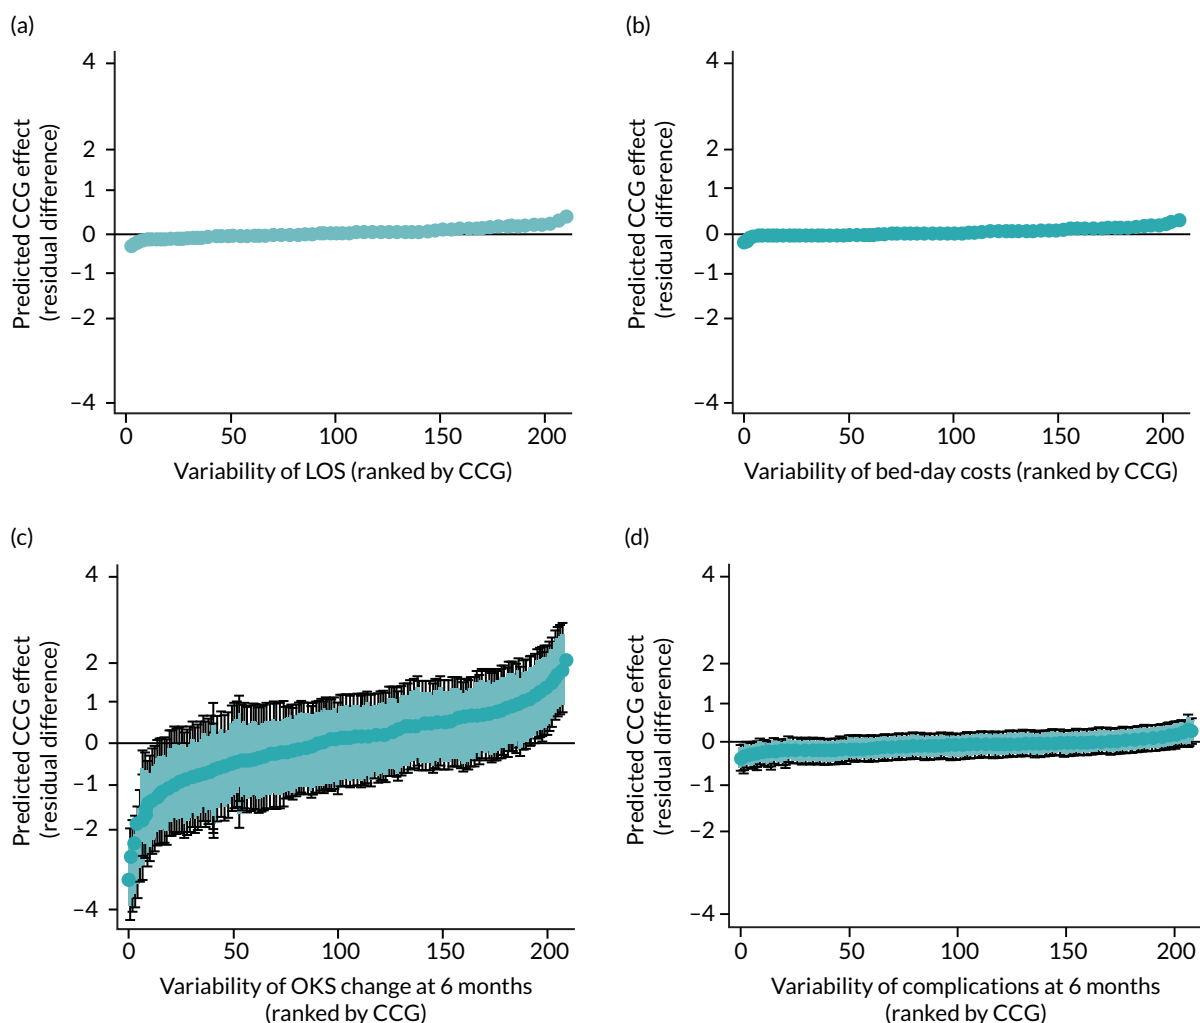 (a)
4
2
1
0
−1
−2
−4
Predicted CCG effect
(residual difference)
0 50 100 150 200
Variability of LOS (ranked by CCG)
(b)
4
2
1
0
−1
−2
−4
Predicted CCG effect
(residual difference)
0 50 100 150 200
Variability of bed-day costs (ranked by CCG)
(c)
4
2
1
0
−1
−2
−4
Predicted CCG effect
(residual difference)
0 50 100 150 200
Variability of OKS change at 6 months
(ranked by CCG)
(d)
4
2
1
0
−1
−2
−4
Predicted CCG effect
(residual difference)
0 50 100 150 200
Variability of complications at 6 months
(ranked by CCG)